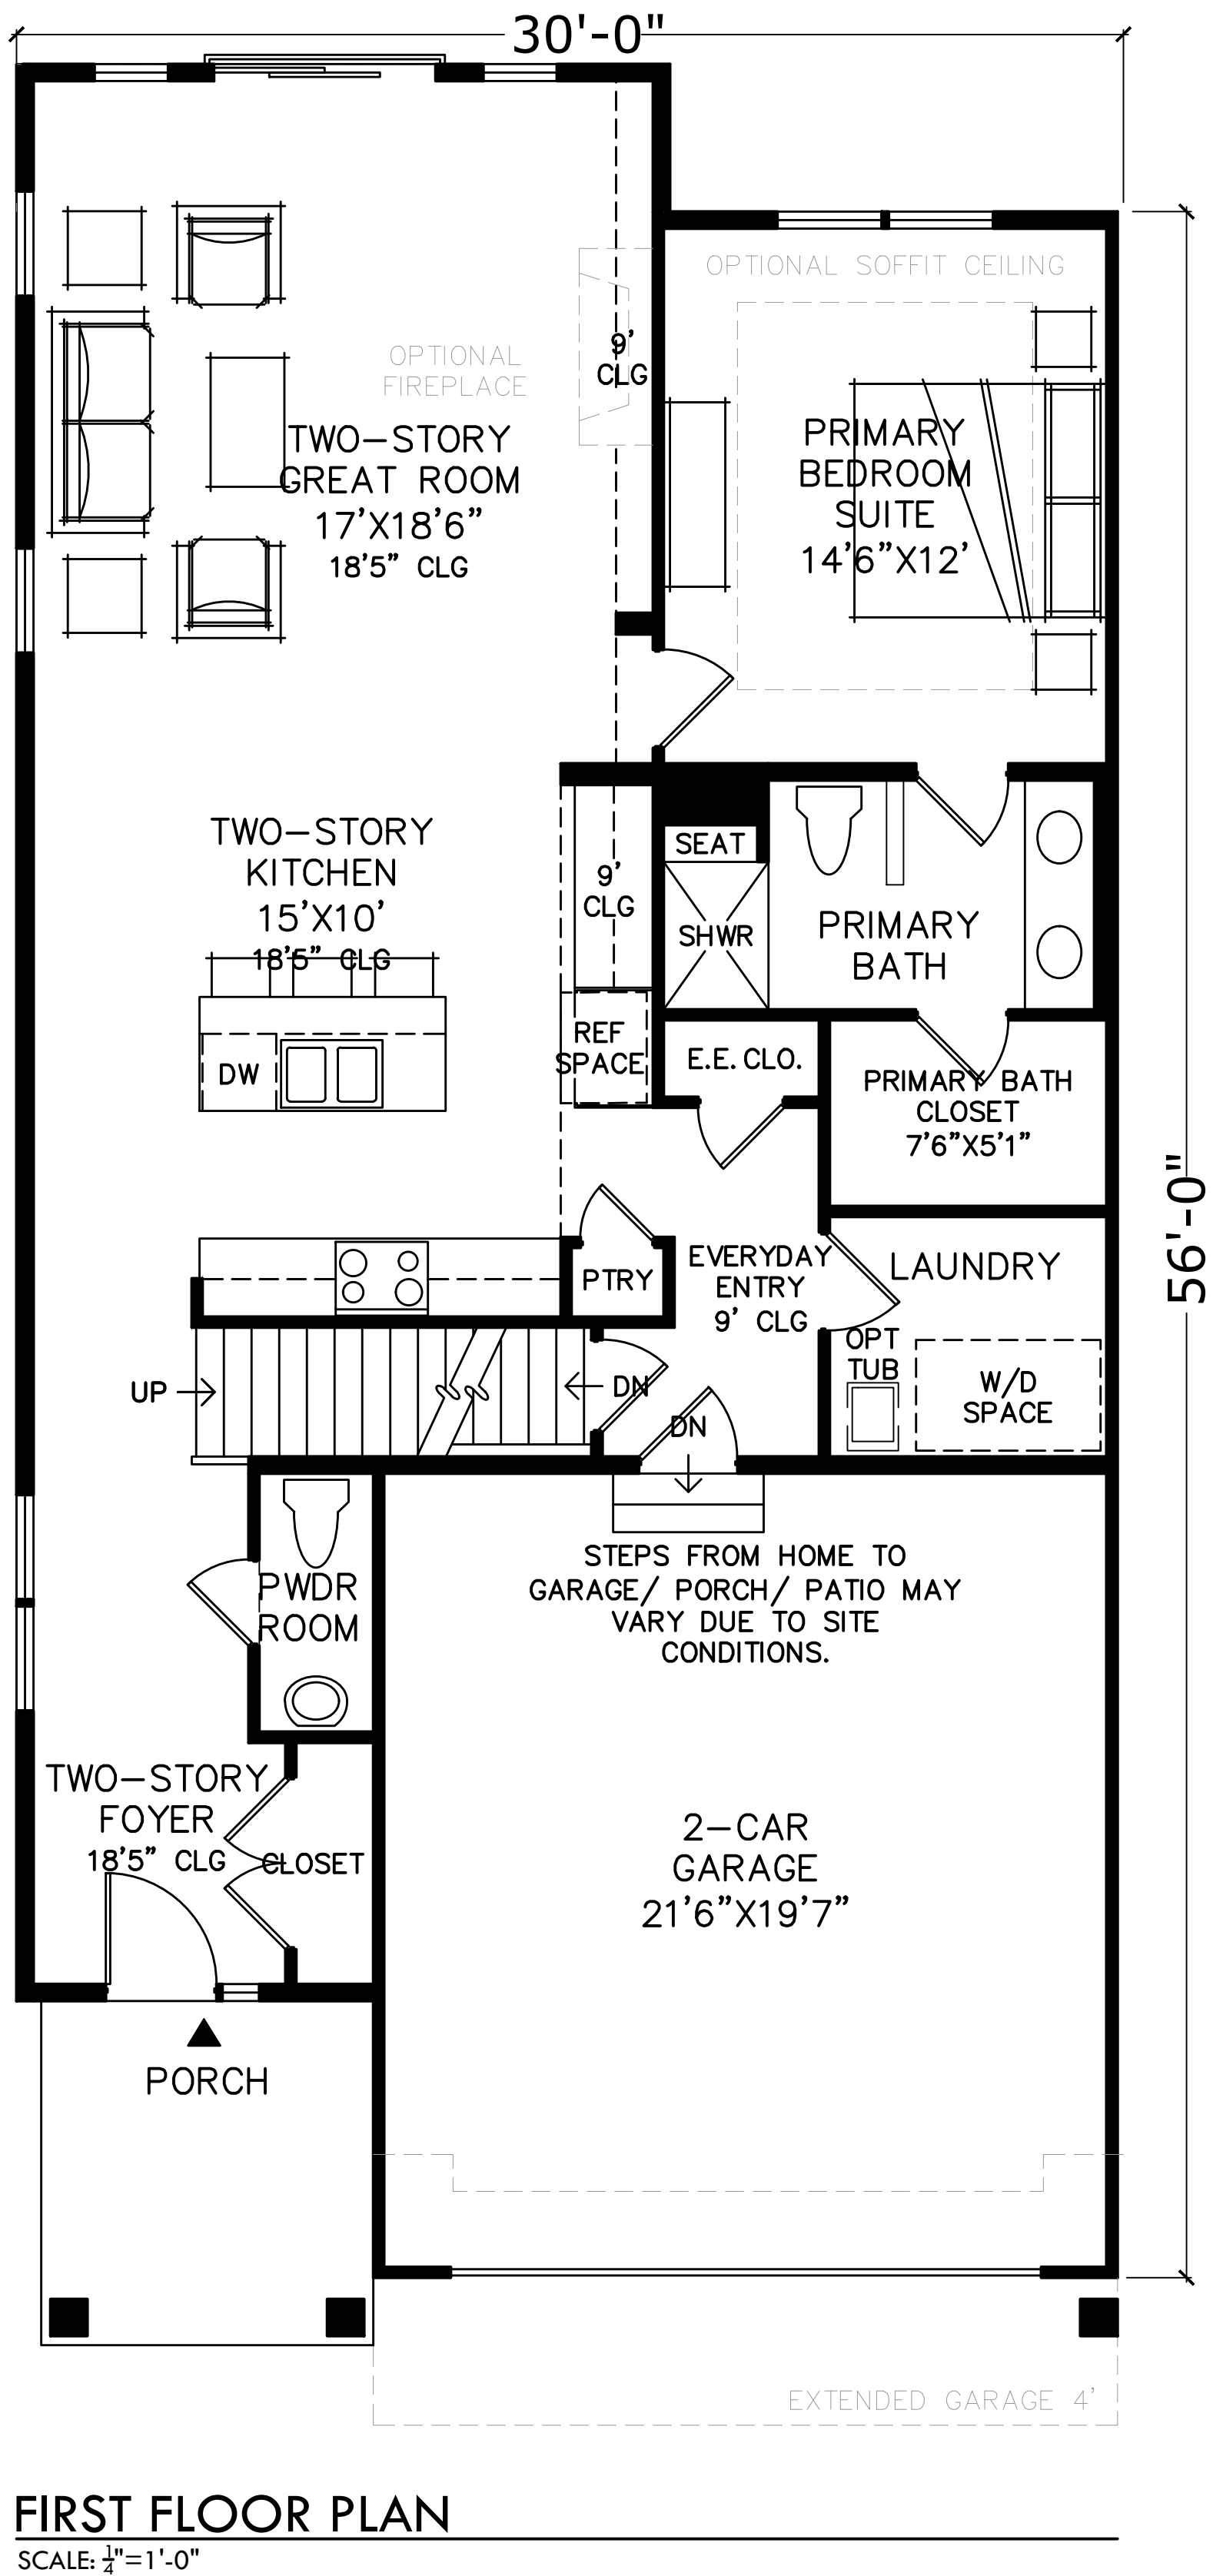 30'-0"
OPTIONAL SOFFIT CEILING
9'
CLG
OPTIONAL
FIREPLACE
TWO-STORY
GREAT ROOM
17'X18'6"
18'5" CLG
PRIMARY
BEDROOM
SUITE
14'6"X12'
TWO-STORY
KITCHEN
15'X10'
18'5" CLG
9'
CLG
SEAT
SHWR
PRIMARY
BATH
REF
SPACE
DW
E.E. CLO.
PRIMARY BATH
CLOSET
7'6"X5'1"
56'-0"
PTRY
EVERYDAY
ENTRY
9' CLG
LAUNDRY
OPT
TUB
W/D
SPACE
UP
DN
DN
STEPS FROM HOME TO
GARAGE/ PORCH/ PATIO MAY
VARY DUE TO SITE
CONDITIONS.
PWDR
ROOM
TWO-STORY
FOYER
18'5" CLG
CLOSET
2-CAR
GARAGE
21'6"X19'7"
PORCH
EXTENDED GARAGE 4'
FIRST FLOOR PLAN
SCALE: 1/4"=1'-0"